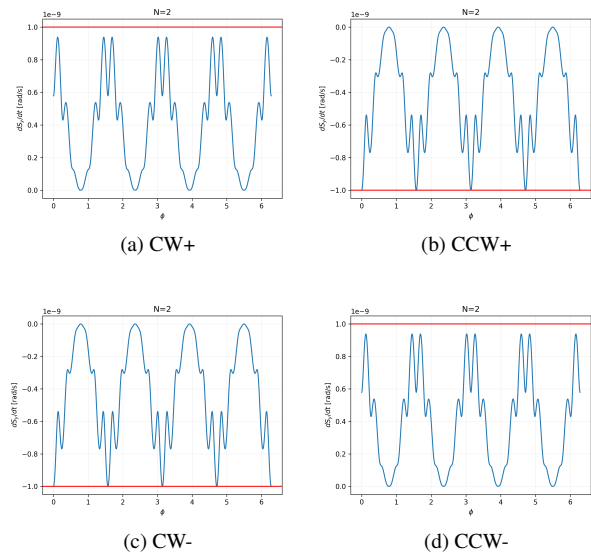 N=2
1e−9
1.0
0.8
0.6
0.4
0.2
0.0
dSy/dt [rad/s]
0 1 2 3 4 5 6
ϕ
(a) CW+
N=2
1e−9
0.0
−0.2
−0.4
−0.6
−0.8
−1.0
dSy/dt [rad/s]
0 1 2 3 4 5 6
ϕ
(b) CCW+
N=2
1e−9
0.0
−0.2
−0.4
−0.6
−0.8
−1.0
dSy/dt [rad/s]
0 1 2 3 4 5 6
ϕ
(c) CW-
N=2
1e−9
1.0
0.8
0.6
0.4
0.2
0.0
dSy/dt [rad/s]
0 1 2 3 4 5 6
ϕ
(d) CCW-